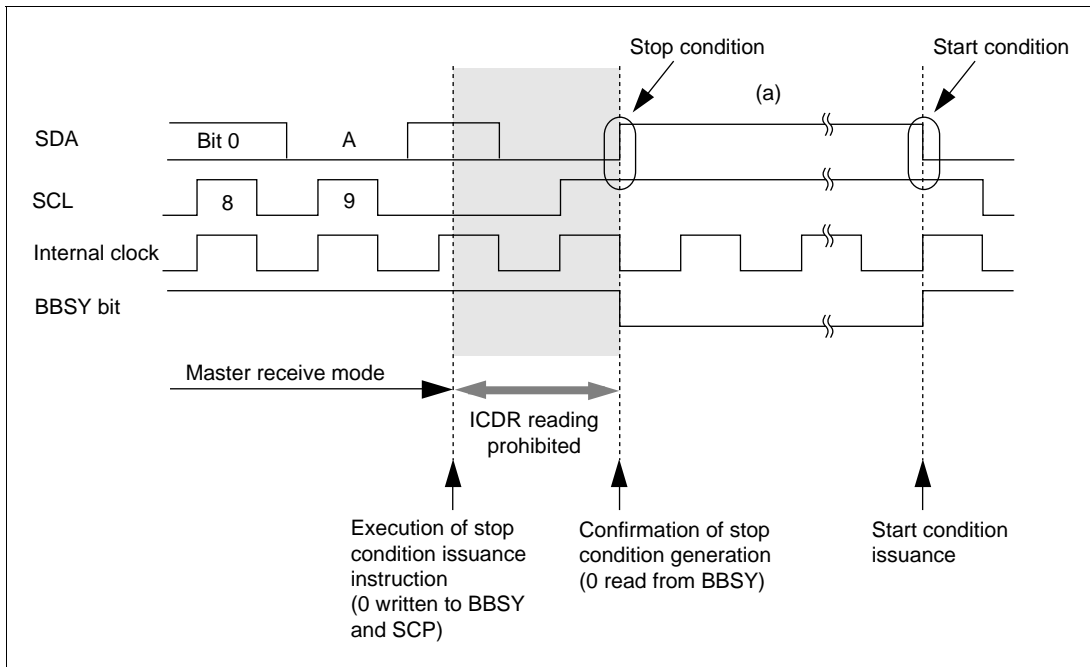 Stop condition
Start condition
(a)
SDA
Bit 0
A
SCL
8
9
Internal clock
BBSY bit
Master receive mode
ICDR reading
prohibited
Execution of stop
condition issuance
instruction
(0 written to BBSY
and SCP)
Confirmation of stop
condition generation
(0 read from BBSY)
Start condition
issuance